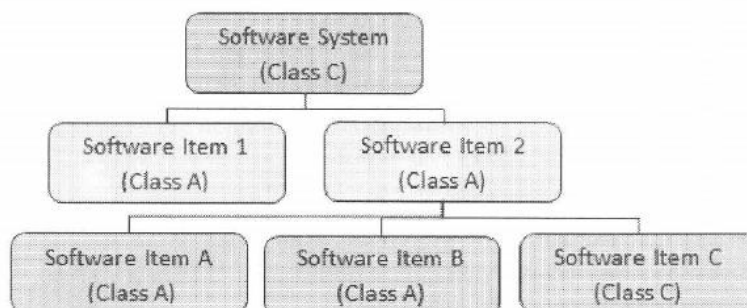 Software System
(Class C)
Software Item 1
(Class A)
Software Item 2
(Class A)
Software Item A
(Class A)
Software Item B
(Class A)
Software Item C
(Class C)